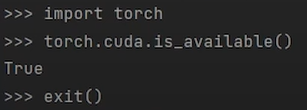 >>> import torch
>>> torch.cuda.is_available()
True
>>> exit()